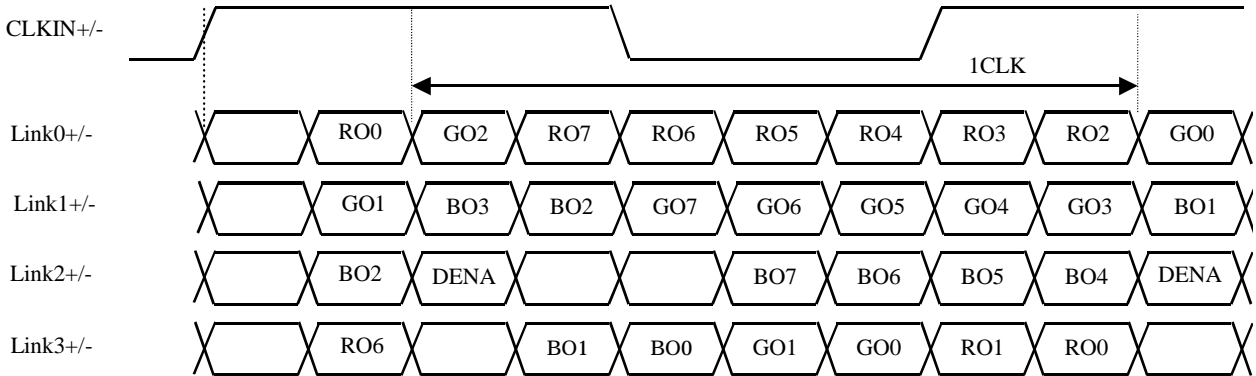 CLKIN+/-
1CLK
Link0+/- RO0 GO2 RO7 RO6 RO5 RO4 RO3 RO2 GO0
Link1+/- GO1 BO3 BO2 GO7 GO6 GO5 GO4 GO3 BO1
Link2+/- BO2 DENA BO7 BO6 BO5 BO4 DENA
Link3+/- RO6 BO1 BO0 GO1 GO0 RO1 RO0